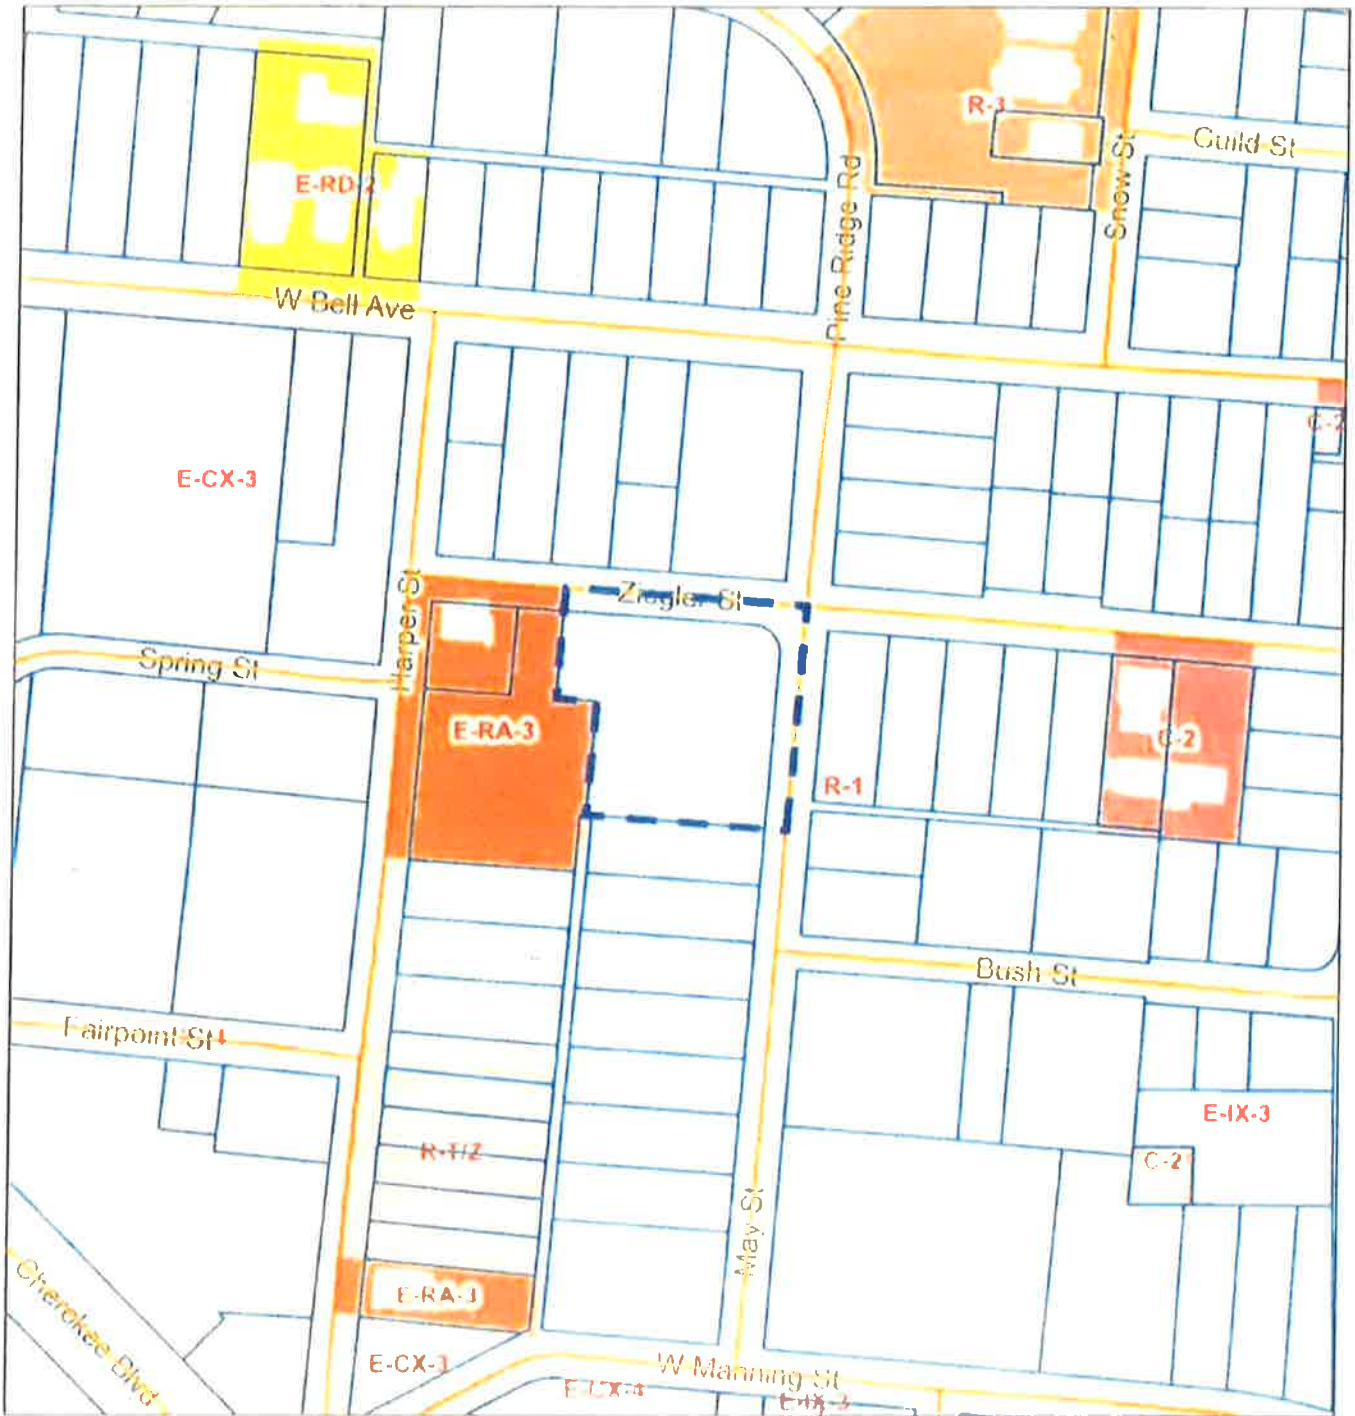 R-3
Guild St
E-RD-2
Snow St
Pine Ridge Rd
W Bell Ave
C-2
E-CX-3
Harper St
Ziegler St
Spring St
E-RA-3
C-2
R-1
Bush St
Fairpoint St
E-IX-3
R-T/Z
C-2
May St
E-RA-3
Cherokee Blvd
E-CX-3
W Manning St
E-IX-3